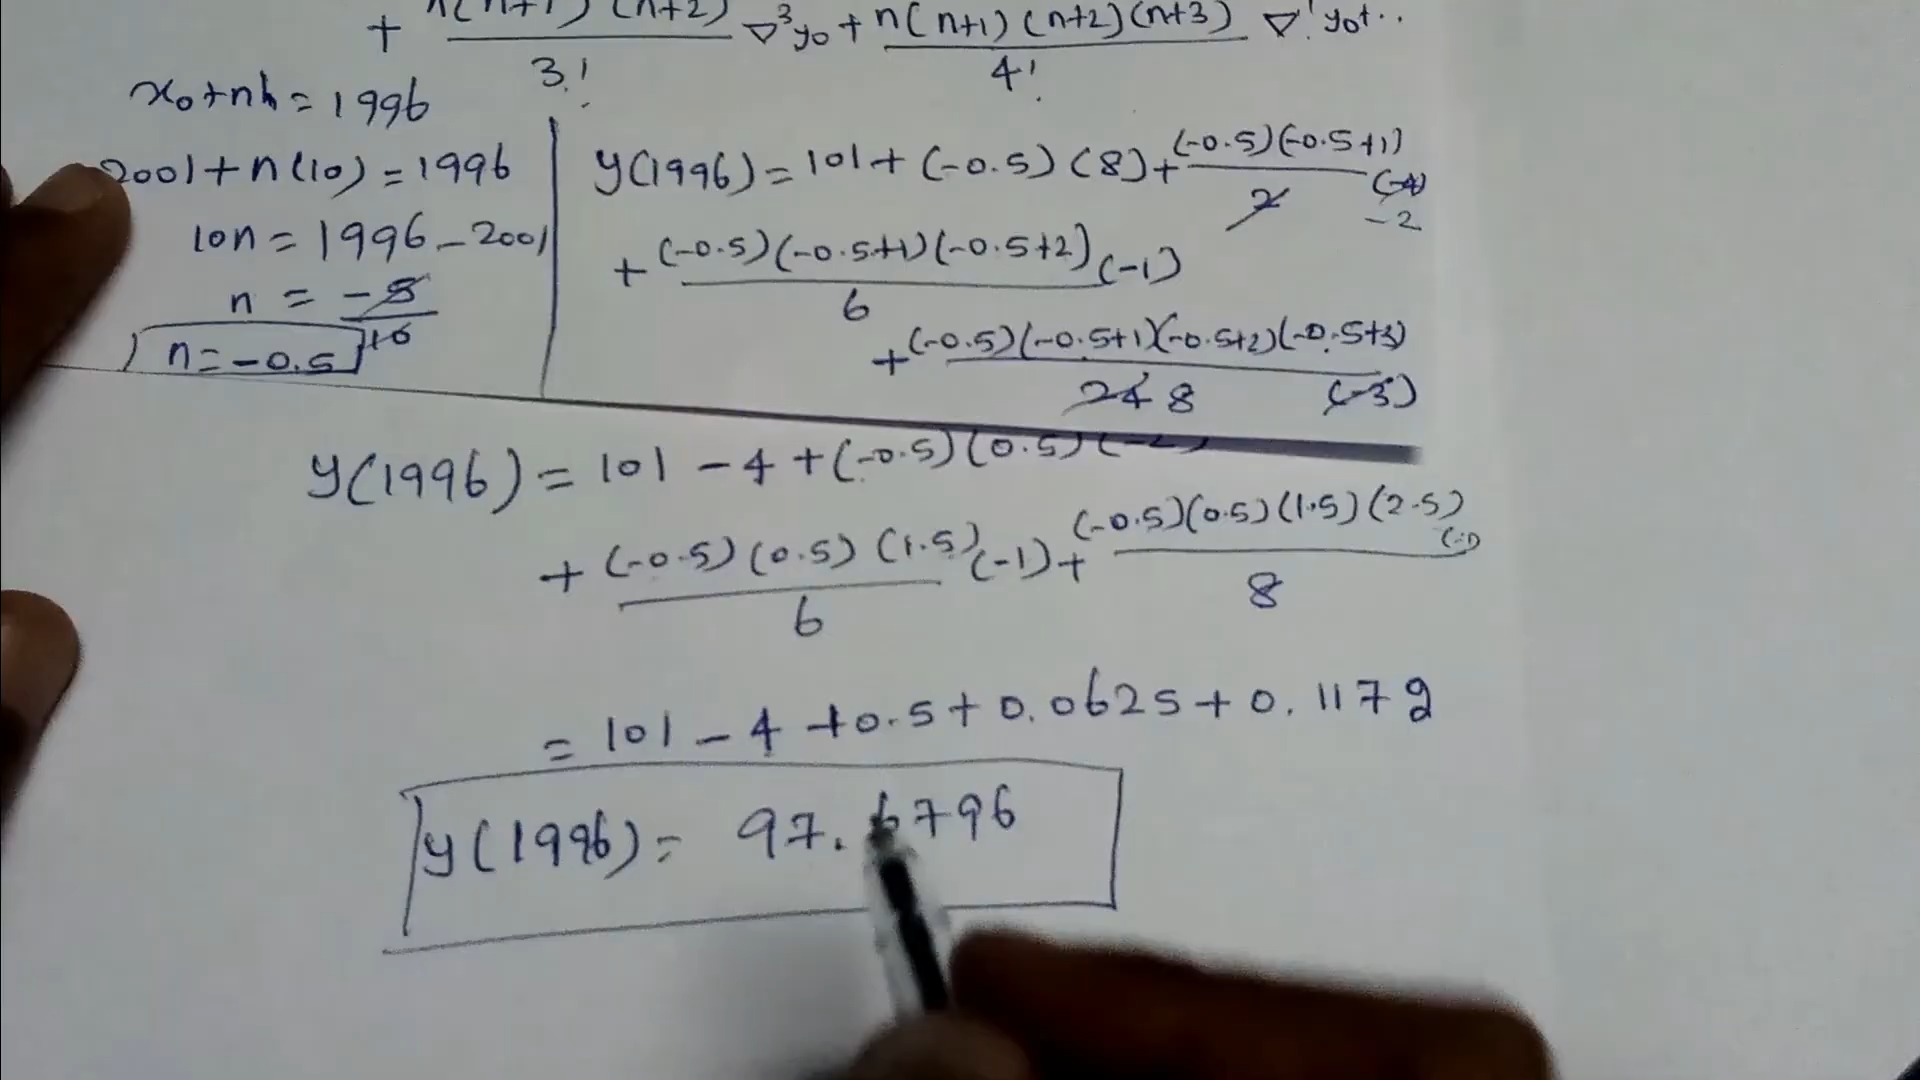 + n(n+1)(n+2) / 3! ∇³y0 + n(n+1)(n+2)(n+3) / 4! y0+..
x0+nh = 1996
2001+n(10) = 1996
10n = 1996-2001
n = -5/10
n = -0.5
y(1996) = 101 + (-0.5)(8) + (-0.5)(-0.5+1) / 2 (-4)
-2
+ (-0.5)(-0.5+1)(-0.5+2) / 6 (-1)
+ (-0.5)(-0.5+1)(-0.5+2)(-0.5+3) / 24 8 (-3)
y(1996) = 101 - 4 + (-0.5)(0.5)(-2)
+ (-0.5)(0.5)(1.5) / 6 (-1) + (-0.5)(0.5)(1.5)(2.5) / 8 (-1)
= 101 - 4 + 0.5 + 0.0625 + 0.1172
y(1996) = 97.6796